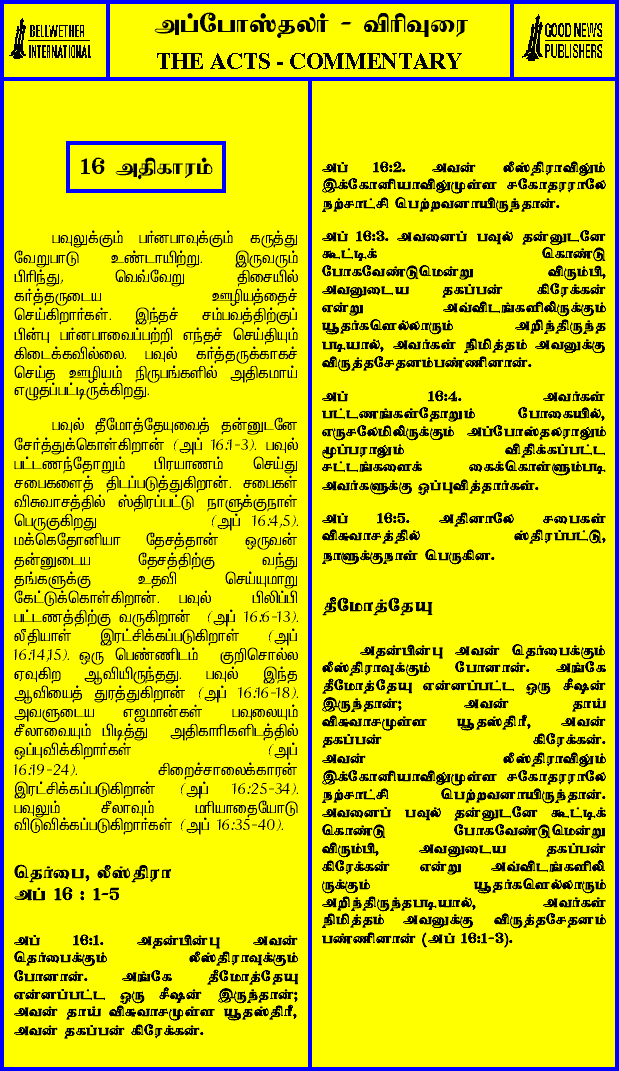 BELLWETHER
INTERNATIONAL
அப்போஸ்தலர் - விரிவுரை
THE ACTS - COMMENTARY
GOOD NEWS
PUBLISHERS
16 அதிகாரம்
பவுலுக்கும் பர்னபாவுக்கும் கருத்து
வேறுபாடு உண்டாயிற்று. இருவரும்
பிரிந்து, வெவ்வேறு திசையில்
கர்த்தருடைய ஊழியத்தைச்
செய்கிறார்கள். இந்தச் சம்பவத்திற்குப்
பின்பு பர்னபாவைப்பற்றி எந்தச் செய்தியும்
கிடைக்கவில்லை. பவுல் கர்த்தருக்காகச்
செய்த ஊழியம் நிருபங்களில் அதிகமாய்
எழுதப்பட்டிருக்கிறது.
பவுல் தீமோத்தேயுவைத் தன்னுடனே
சேர்த்துக்கொள்கிறான் (அப் 16:1-3). பவுல்
பட்டணந்தோறும் பிரயாணம் செய்து
சபைகளைத் திடப்படுத்துகிறான். சபைகள்
விசுவாசத்தில் ஸ்திரப்பட்டு நாளுக்குநாள்
பெருகுகிறது (அப் 16:4,5).
மக்கெதோனியா தேசத்தான் ஒருவன்
தன்னுடைய தேசத்திற்கு வந்து
தங்களுக்கு உதவி செய்யுமாறு
கேட்டுக்கொள்கிறான். பவுல் பிலிப்பி
பட்டணத்திற்கு வருகிறான் (அப் 16:6-13).
லீதியாள் இரட்சிக்கப்படுகிறாள் (அப்
16:14,15). ஒரு பெண்ணிடம் குறிசொல்ல
ஏவுகிற ஆவியிருந்தது. பவுல் இந்த
ஆவியைத் துரத்துகிறான் (அப் 16:16-18).
அவளுடைய எஜமான்கள் பவுலையும்
சீலாவையும் பிடித்து அதிகாரிகளிடத்தில்
ஒப்புவிக்கிறார்கள் (அப்
16:19-24). சிறைச்சாலைக்காரன்
இரட்சிக்கப்படுகிறான் (அப் 16:25-34).
பவுலும் சீலாவும் மரியாதையோடு
விடுவிக்கப்படுகிறார்கள் (அப் 16:35-40).
தெர்பை, லீஸ்திரா
அப் 16 : 1-5
அப் 16:1. அதன்பின்பு அவன்
தெர்பைக்கும் லீஸ்திராவுக்கும்
போனான். அங்கே தீமோத்தேயு
என்னப்பட்ட ஒரு சீஷன் இருந்தான்;
அவன் தாய் விசுவாசமுள்ள யூதஸ்திரீ,
அவன் தகப்பன் கிரேக்கன்.
அப் 16:2. அவன் லீஸ்திராவிலும்
இக்கோனியாவிலுமுள்ள சகோதரராலே
நற்சாட்சி பெற்றவனாயிருந்தான்.
அப் 16:3. அவனைப் பவுல் தன்னுடனே
கூட்டிக் கொண்டு
போகவேண்டுமென்று விரும்பி,
அவனுடைய தகப்பன் கிரேக்கன்
என்று அவ்விடங்களிலிருக்கும்
யூதர்களெல்லாரும் அறிந்திருந்த
படியால், அவர்கள் நிமித்தம் அவனுக்கு
விருத்தசேதனம்பண்ணினான்.
அப் 16:4. அவர்கள்
பட்டணங்கள்தோறும் போகையில்,
எருசலேமிலிருக்கும் அப்போஸ்தலராலும்
மூப்பராலும் விதிக்கப்பட்ட
சட்டங்களைக் கைக்கொள்ளும்படி
அவர்களுக்கு ஒப்புவித்தார்கள்.
அப் 16:5. அதினாலே சபைகள்
விசுவாசத்தில் ஸ்திரப்பட்டு,
நாளுக்குநாள் பெருகின.
தீமோத்தேயு
அதன்பின்பு அவன் தெர்பைக்கும்
லீஸ்திராவுக்கும் போனான். அங்கே
தீமோத்தேயு என்னப்பட்ட ஒரு சீஷன்
இருந்தான்; அவன் தாய்
விசுவாசமுள்ள யூதஸ்திரீ, அவன்
தகப்பன் கிரேக்கன்.
அவன் லீஸ்திராவிலும்
இக்கோனியாவிலுமுள்ள சகோதரராலே
நற்சாட்சி பெற்றவனாயிருந்தான்.
அவனைப் பவுல் தன்னுடனே கூட்டிக்
கொண்டு போகவேண்டுமென்று
விரும்பி, அவனுடைய தகப்பன்
கிரேக்கன் என்று அவ்விடங்களிலி
ருக்கும் யூதர்களெல்லாரும்
அறிந்திருந்தபடியால், அவர்கள்
நிமித்தம் அவனுக்கு விருத்தசேதனம்
பண்ணினான் (அப் 16:1-3).